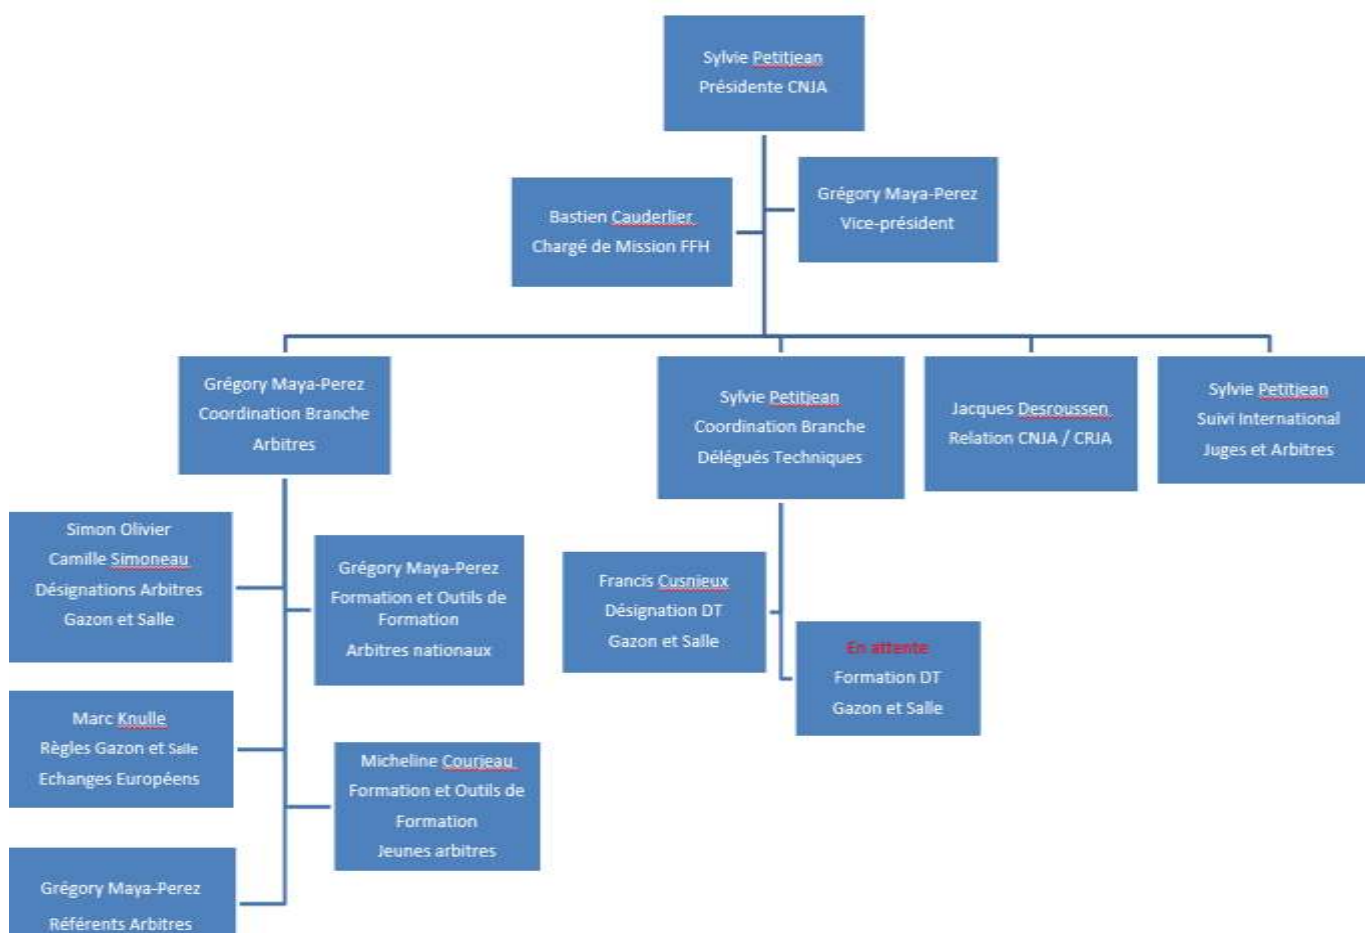 Sylvie Petitjean
Présidente CNJA
Grégory Maya-Perez
Vice-président
Bastien Cauderlier
Chargé de Mission FFH
Grégory Maya-Perez
Coordination Branche
Arbitres
Sylvie Petitjean
Coordination Branche
Délégués Techniques
Jacques Desroussen
Relation CNJA / CRJA
Sylvie Petitjean
Suivi International
Juges et Arbitres
Simon Olivier
Camille Simoneau
Désignations Arbitres
Gazon et Salle
Grégory Maya-Perez
Formation et Outils de
Formation
Arbitres nationaux
Francis Cusnieux
Désignation DT
Gazon et Salle
En attente
Formation DT
Gazon et Salle
Marc Knulle
Règles Gazon et Salle
Echanges Européens
Micheline Courjeau
Formation et Outils de
Formation
Jeunes arbitres
Grégory Maya-Perez
Référents Arbitres